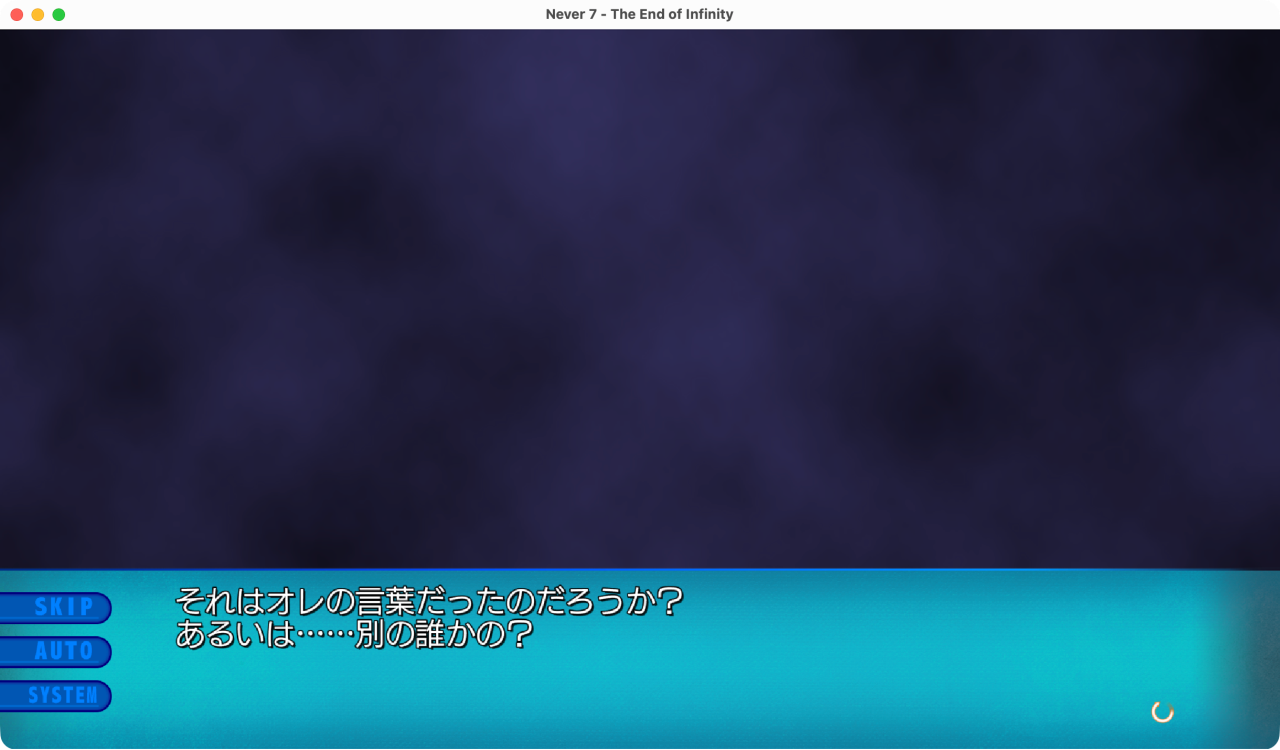 Never 7 - The End of Infinity
それはオレの言葉だったのだろうか？
あるいは……別の誰かの？
SKIP
AUTO
SYSTEM